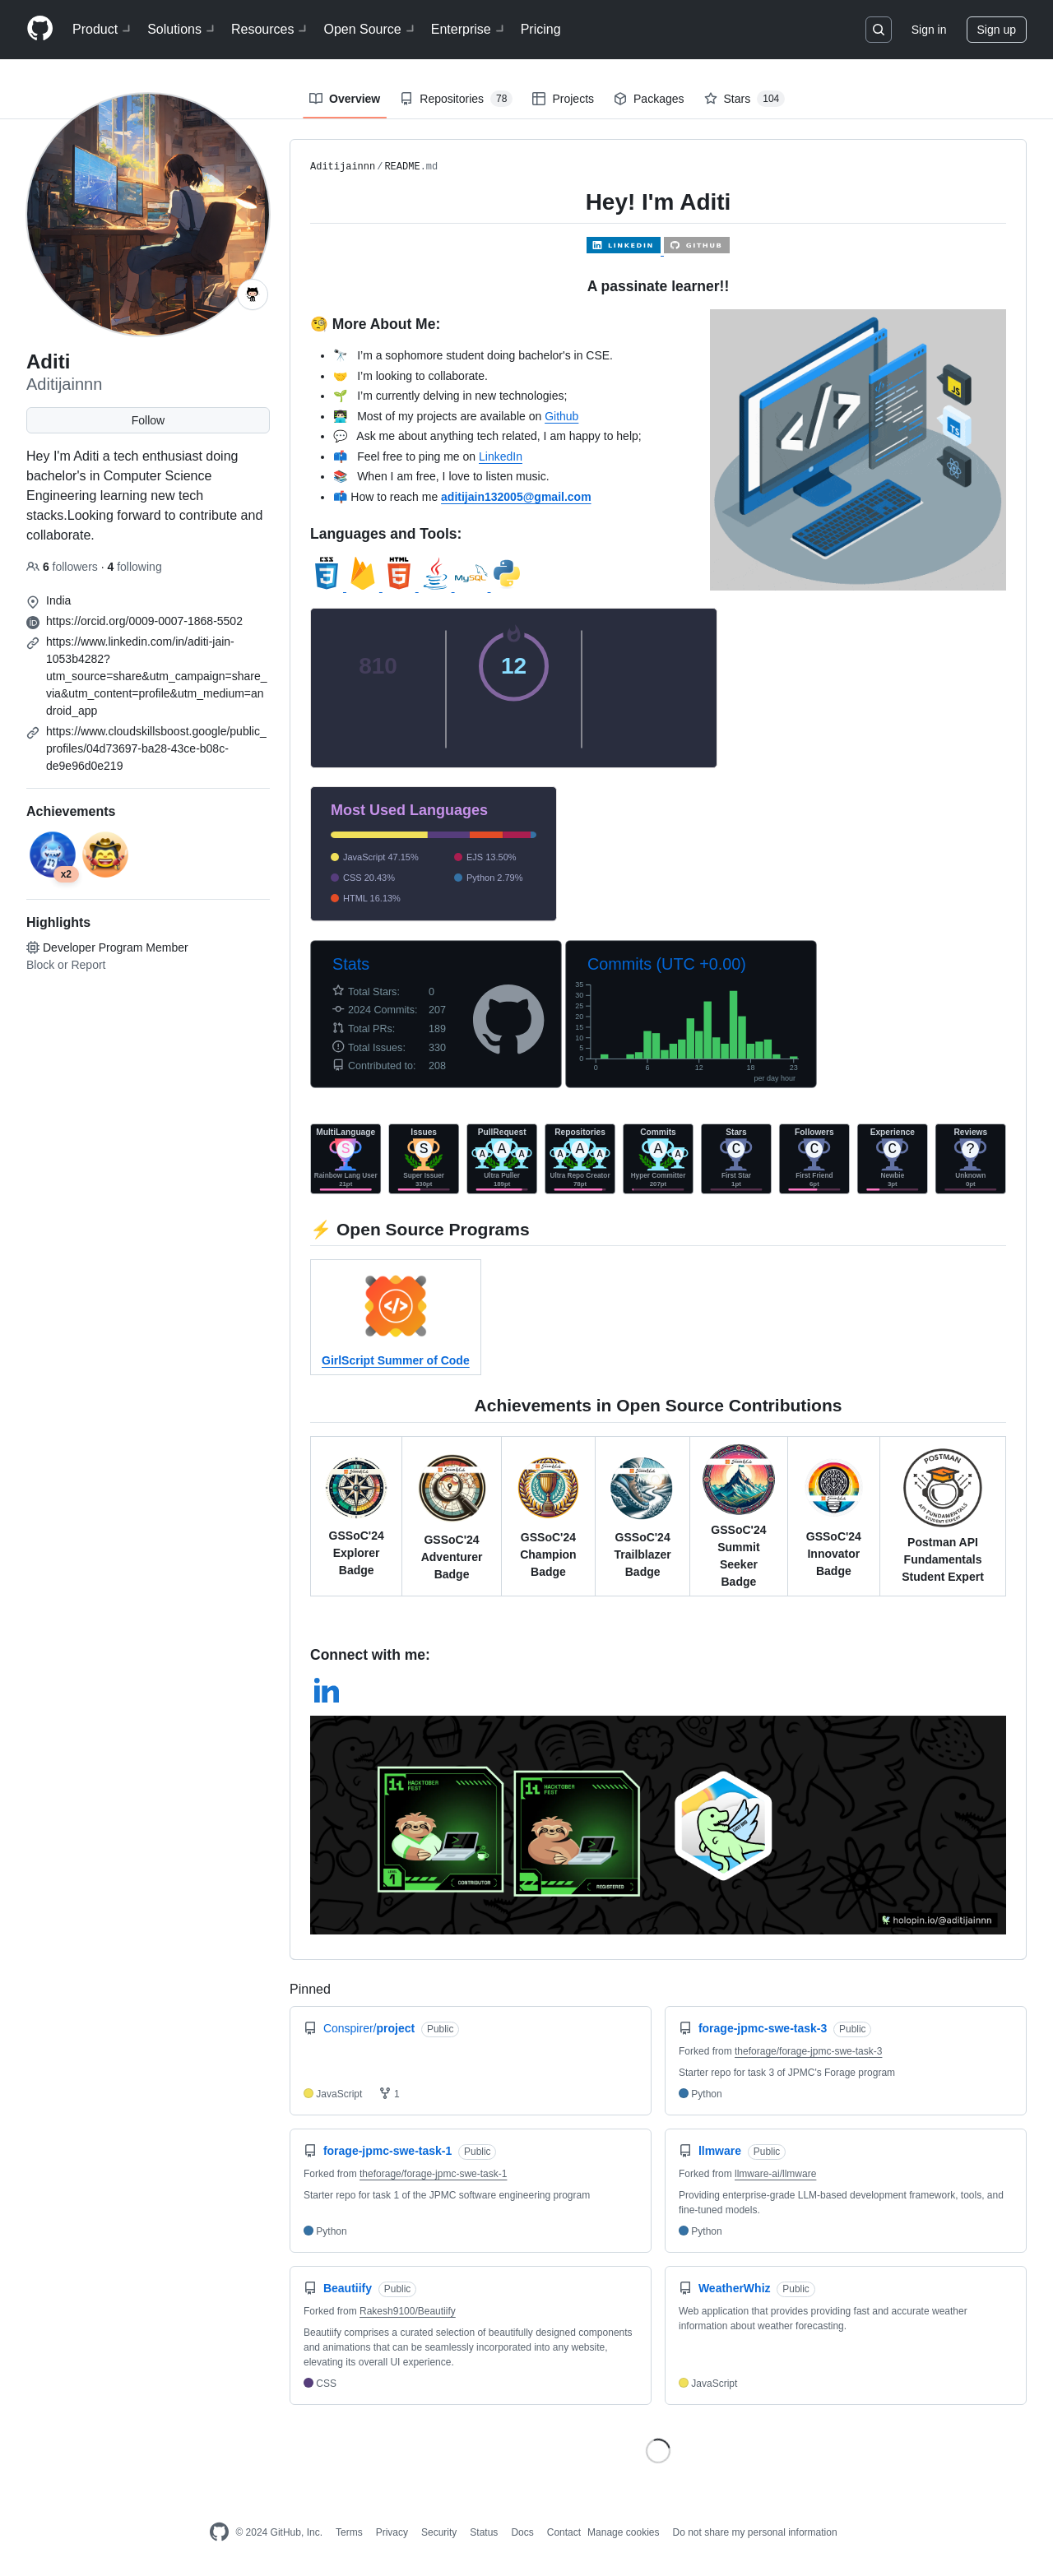 Product
Solutions
Resources
Open Source
Enterprise
Pricing
Sign in
Sign up
Overview
Repositories 78
Projects
Packages
Stars 104
Aditi
Aditijainnn
Follow
Hey I'm Aditi a tech enthusiast doing
bachelor's in Computer Science
Engineering learning new tech
stacks.Looking forward to contribute and
collaborate.
6 followers · 4 following
India
https://orcid.org/0009-0007-1868-5502
https://www.linkedin.com/in/aditi-jain-
1053b4282?
utm_source=share&utm_campaign=share_
via&utm_content=profile&utm_medium=an
droid_app
https://www.cloudskillsboost.google/public_
profiles/04d73697-ba28-43ce-b08c-
de9e96d0e219
Achievements
x2
Highlights
Developer Program Member
Block or Report
Aditijainnn/README.md
Hey! I'm Aditi
LINKEDIN
GITHUB
A passinate learner!!
🧐 More About Me:
🔭 I'm a sophomore student doing bachelor's in CSE.
🤝 I'm looking to collaborate.
🌱 I'm currently delving in new technologies;
👨‍💻 Most of my projects are available on Github
💬 Ask me about anything tech related, I am happy to help;
📫 Feel free to ping me on LinkedIn
📚 When I am free, I love to listen music.
📫 How to reach me aditijain132005@gmail.com
</>
JS
TS
Languages and Tools:
CSS
3
HTML
5
MySQL
810
12
Most Used Languages
JavaScript 47.15%
CSS 20.43%
HTML 16.13%
EJS 13.50%
Python 2.79%
Stats
Total Stars: 0
2024 Commits: 207
Total PRs: 189
Total Issues: 330
Contributed to: 208
Commits (UTC +0.00)
35
30
25
20
15
10
5
0
0 6 12 18 23
per day hour
MultiLanguage
S
Rainbow Lang User
21pt
Issues
S
Super Issuer
330pt
PullRequest
A A A
Ultra Puller
189pt
Repositories
A A A
Ultra Repo Creator
78pt
Commits
A A
Hyper Committer
207pt
Stars
C
First Star
1pt
Followers
C
First Friend
6pt
Experience
C
Newbie
3pt
Reviews
?
Unknown
0pt
⚡ Open Source Programs
</>
GirlScript Summer of Code
Achievements in Open Source Contributions
GSSoC'24
Explorer
Badge
GSSoC'24
Adventurer
Badge
GSSoC'24
Champion
Badge
GSSoC'24
Trailblazer
Badge
GSSoC'24
Summit
Seeker
Badge
GSSoC'24
Innovator
Badge
POSTMAN
API FUNDAMENTALS
STUDENT EXPERT
Postman API
Fundamentals
Student Expert
Connect with me:
in
HACKTOBER
FEST
LEVEL
1
CONTRIBUTOR
HACKTOBER
FEST
REGISTERED
holopin.io/@aditijainnn
Pinned
Conspirer/project Public
JavaScript 1
forage-jpmc-swe-task-3 Public
Forked from theforage/forage-jpmc-swe-task-3
Starter repo for task 3 of JPMC's Forage program
Python
forage-jpmc-swe-task-1 Public
Forked from theforage/forage-jpmc-swe-task-1
Starter repo for task 1 of the JPMC software engineering program
Python
llmware Public
Forked from llmware-ai/llmware
Providing enterprise-grade LLM-based development framework, tools, and
fine-tuned models.
Python
Beautiify Public
Forked from Rakesh9100/Beautiify
Beautiify comprises a curated selection of beautifully designed components
and animations that can be seamlessly incorporated into any website,
elevating its overall UI experience.
CSS
WeatherWhiz Public
Web application that provides providing fast and accurate weather
information about weather forecasting.
JavaScript
© 2024 GitHub, Inc.
Terms
Privacy
Security
Status
Docs
Contact
Manage cookies
Do not share my personal information